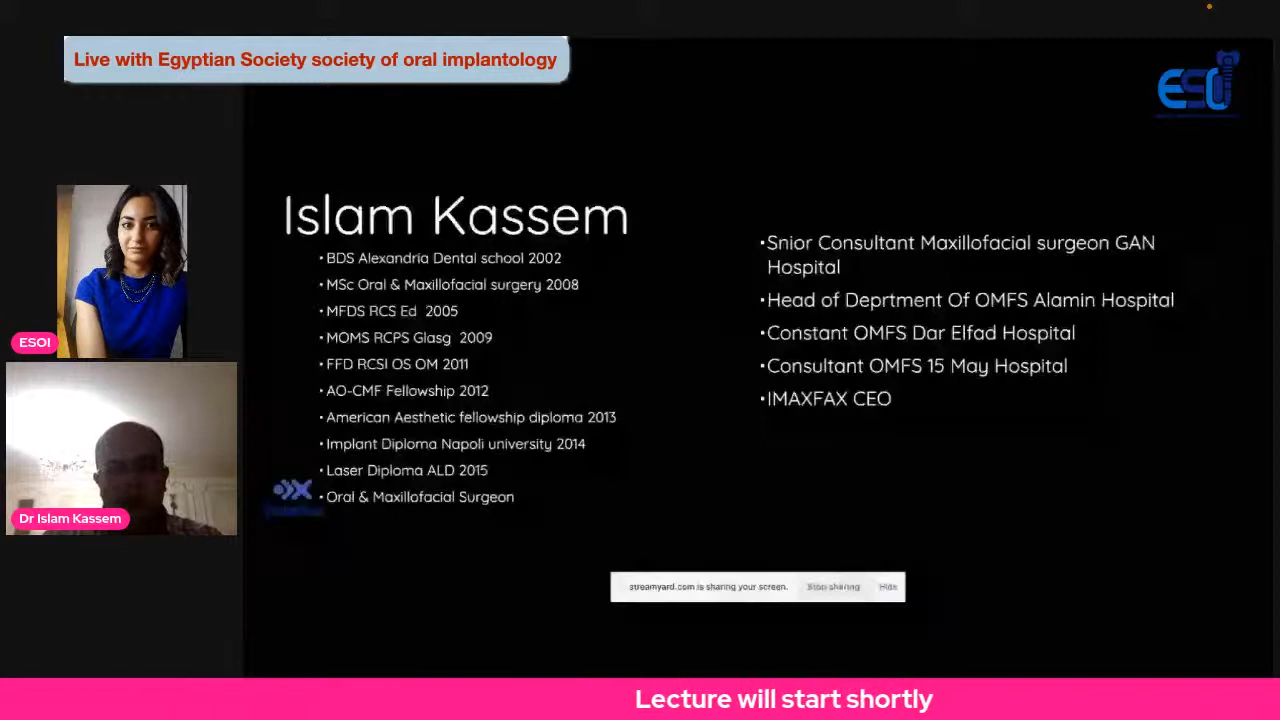 Live with Egyptian Society society of oral implantology
ESOI
Islam Kassem
•BDS Alexandria Dental school 2002
•MSc Oral & Maxillofacial surgery 2008
•MFDS RCS Ed 2005
•MOMS RCPS Glasg 2009
•FFD RCSI OS OM 2011
•AO-CMF Fellowship 2012
•American Aesthetic fellowship diploma 2013
•Implant Diploma Napoli university 2014
•Laser Diploma ALD 2015
•Oral & Maxillofacial Surgeon
•Snior Consultant Maxillofacial surgeon GAN
Hospital
•Head of Deprtment Of OMFS Alamin Hospital
•Constant OMFS Dar Elfad Hospital
•Consultant OMFS 15 May Hospital
•IMAXFAX CEO
ESOI
Dr Islam Kassem
streamyard.com is sharing your screen. Stop sharing Hide
Lecture will start shortly